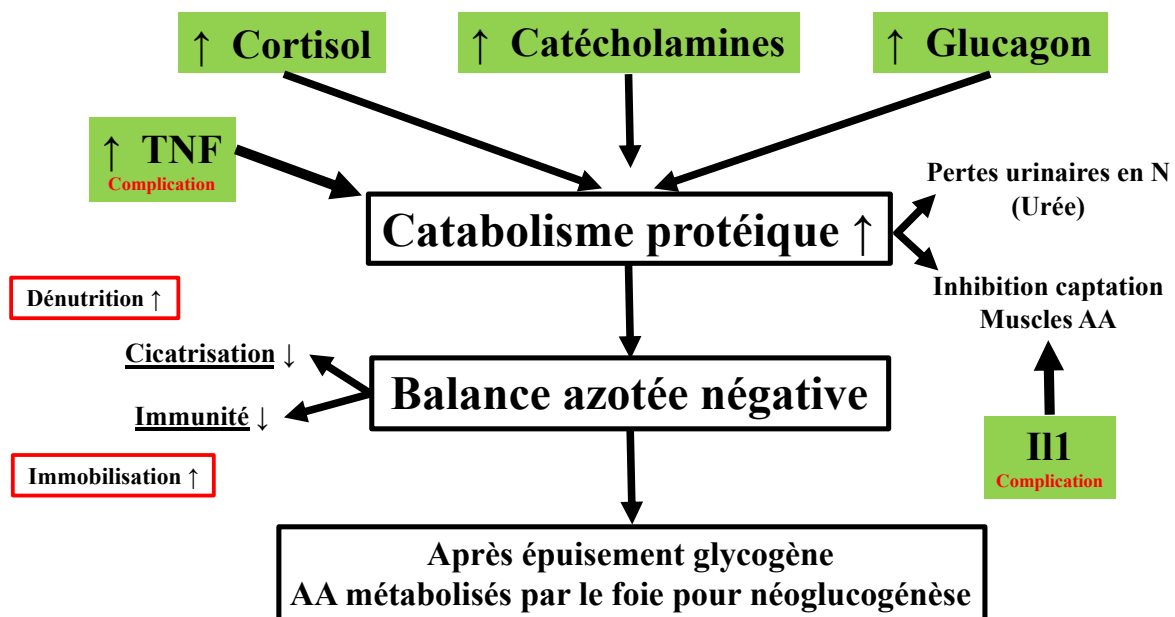 ↑ Cortisol
↑ Catécholamines
↑ Glucagon
↑ TNF
Complication
Pertes urinaires en N
(Urée)
Catabolisme protéique ↑
Dénutrition ↑
Inhibition captation
Muscles AA
Cicatrisation ↓
Balance azotée négative
Immunité ↓
Il1
Complication
Immobilisation ↑
Après épuisement glycogène
AA métabolisés par le foie pour néoglucogénèse